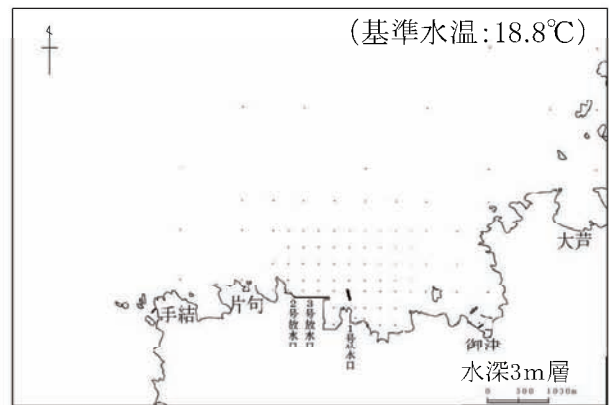 (基準水温:18.8℃)
大芦
手結
片句
2号放水口
3号放水口
1号放水口
御津
水深3m層
0 500 1000m